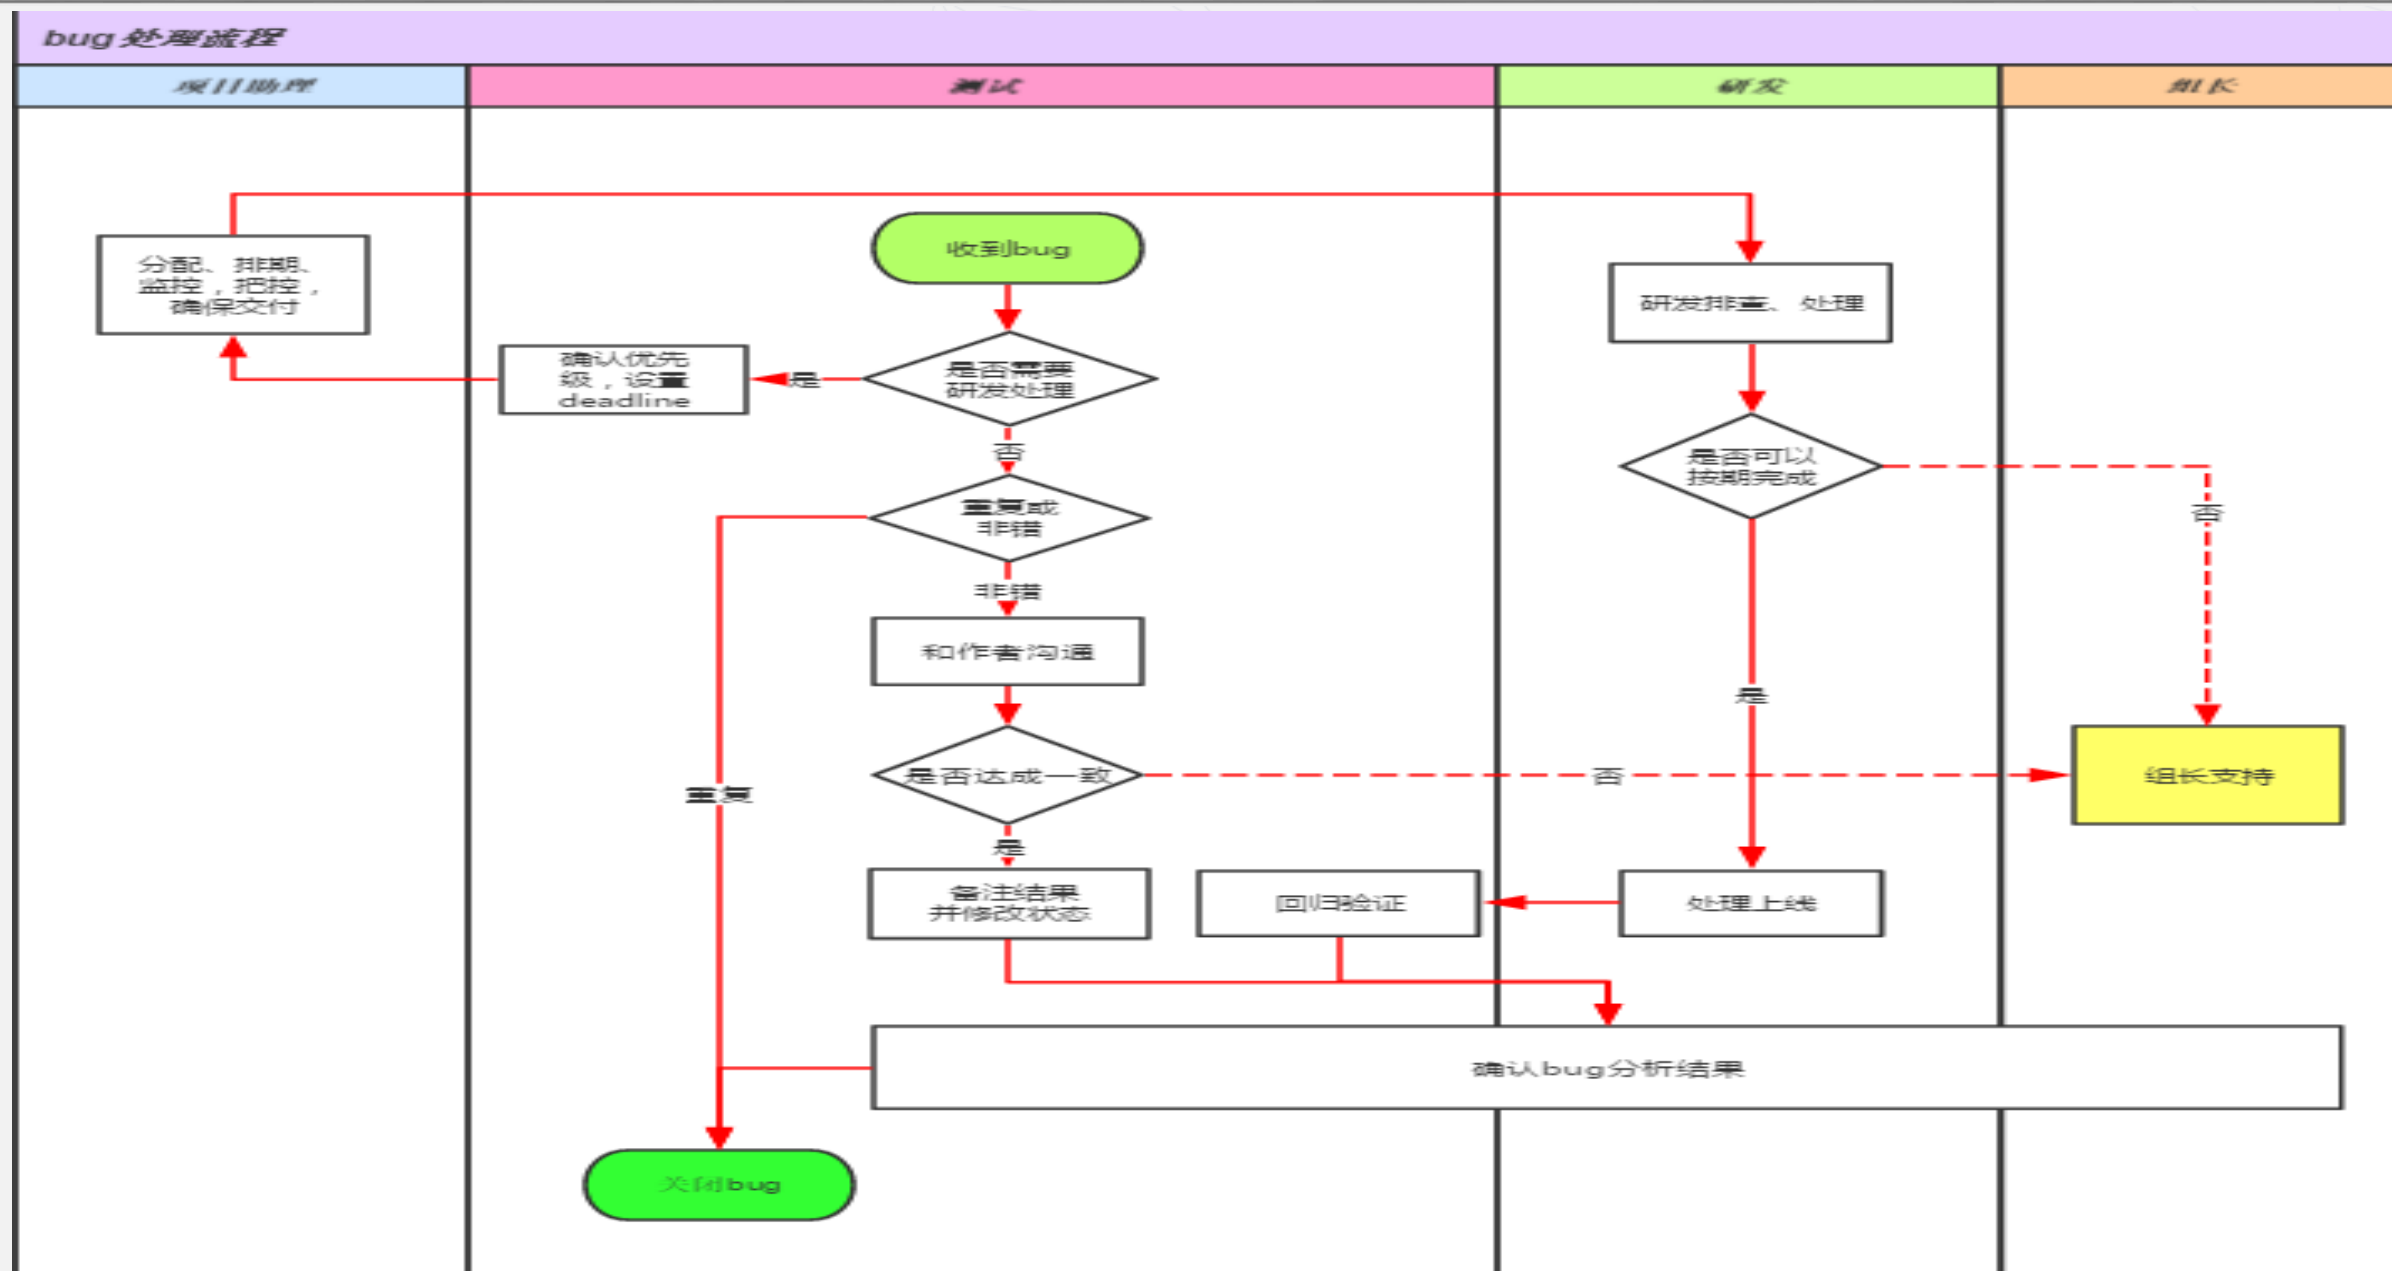 bug处理流程
项目助理
测试
研发
组长
收到bug
分配、排期、
监控，把控，
确保交付
研发排查、处理
确认优先
级，设置
deadline
是
是否需要
研发处理
否
是否可以
按期完成
否
重复或
非错
非错
和作者沟通
是
重复
是否达成一致
否
组长支持
是
备注结果
并修改状态
回归验证
处理上线
确认bug分析结果
关闭bug